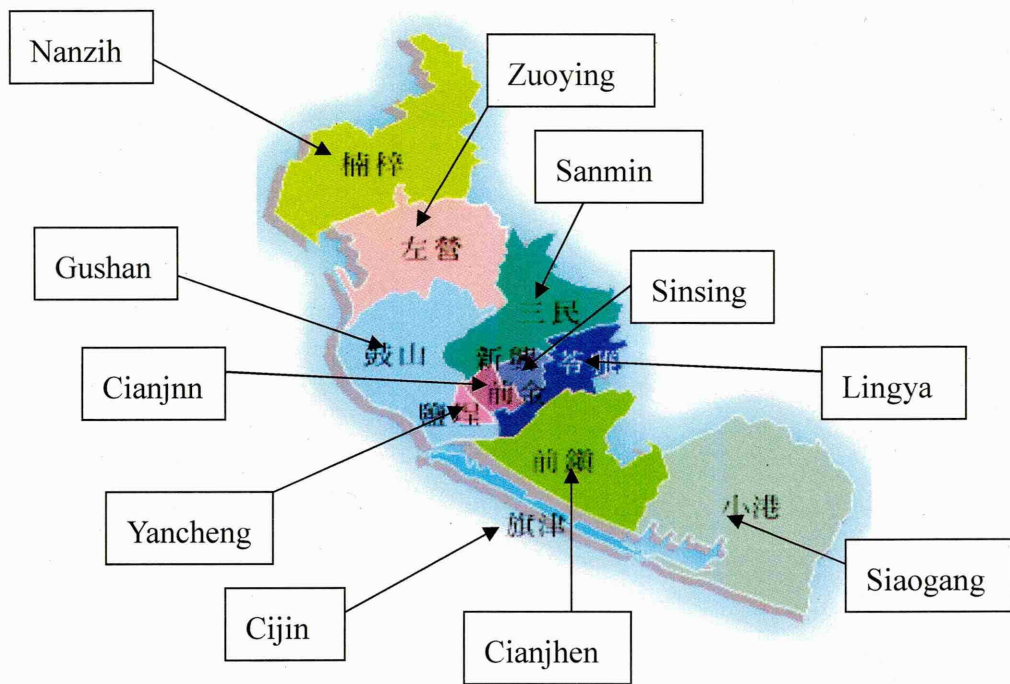 Nanzih
Zuoying
楠梓
Sanmin
左營
Gushan
Sinsing
三民
鼓山
新興
苓雅
Cianjnn
前金
Lingya
鹽埕
前鎮
小港
Yancheng
旗津
Siaogang
Cijin
Cianjhen